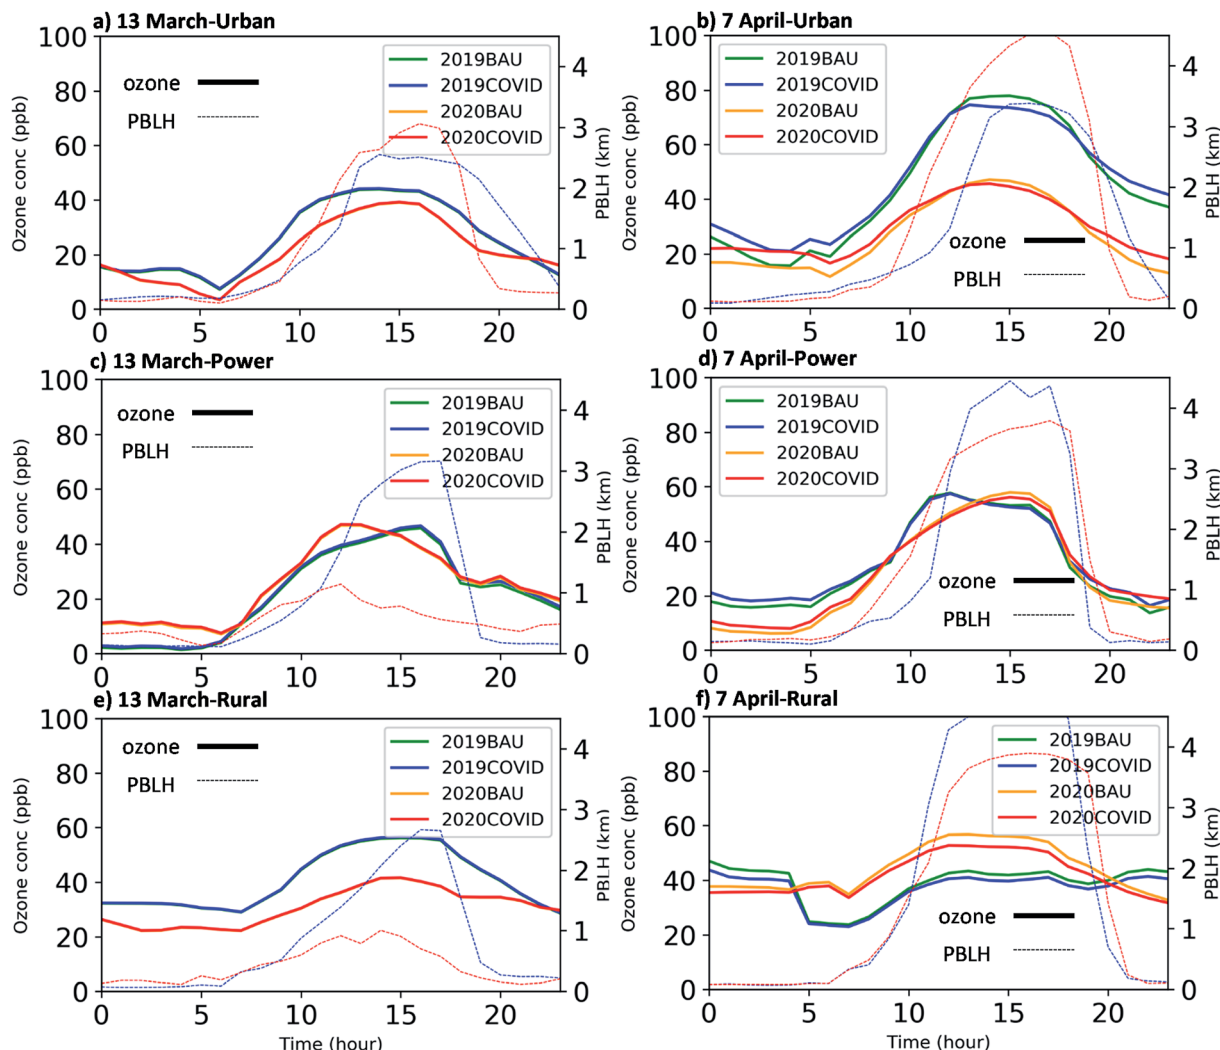 a) 13 March-Urban
100
80
60
40
20
0
Ozone conc (ppb)
ozone
PBLH
2019BAU
2019COVID
2020BAU
2020COVID
4
3
2
1
0
PBLH (km)
0 5 10 15 20
b) 7 April-Urban
100
80
60
40
20
0
Ozone conc (ppb)
2019BAU
2019COVID
2020BAU
2020COVID
ozone
PBLH
4
3
2
1
0
PBLH (km)
0 5 10 15 20
c) 13 March-Power
100
80
60
40
20
0
Ozone conc (ppb)
ozone
PBLH
2019BAU
2019COVID
2020BAU
2020COVID
4
3
2
1
0
PBLH (km)
0 5 10 15 20
d) 7 April-Power
100
80
60
40
20
0
Ozone conc (ppb)
2019BAU
2019COVID
2020BAU
2020COVID
ozone
PBLH
4
3
2
1
0
PBLH (km)
0 5 10 15 20
e) 13 March-Rural
100
80
60
40
20
0
Ozone conc (ppb)
ozone
PBLH
2019BAU
2019COVID
2020BAU
2020COVID
4
3
2
1
0
PBLH (km)
0 5 10 15 20
Time (hour)
f) 7 April-Rural
100
80
60
40
20
0
Ozone conc (ppb)
2019BAU
2019COVID
2020BAU
2020COVID
ozone
PBLH
4
3
2
1
0
PBLH (km)
0 5 10 15 20
Time (hour)